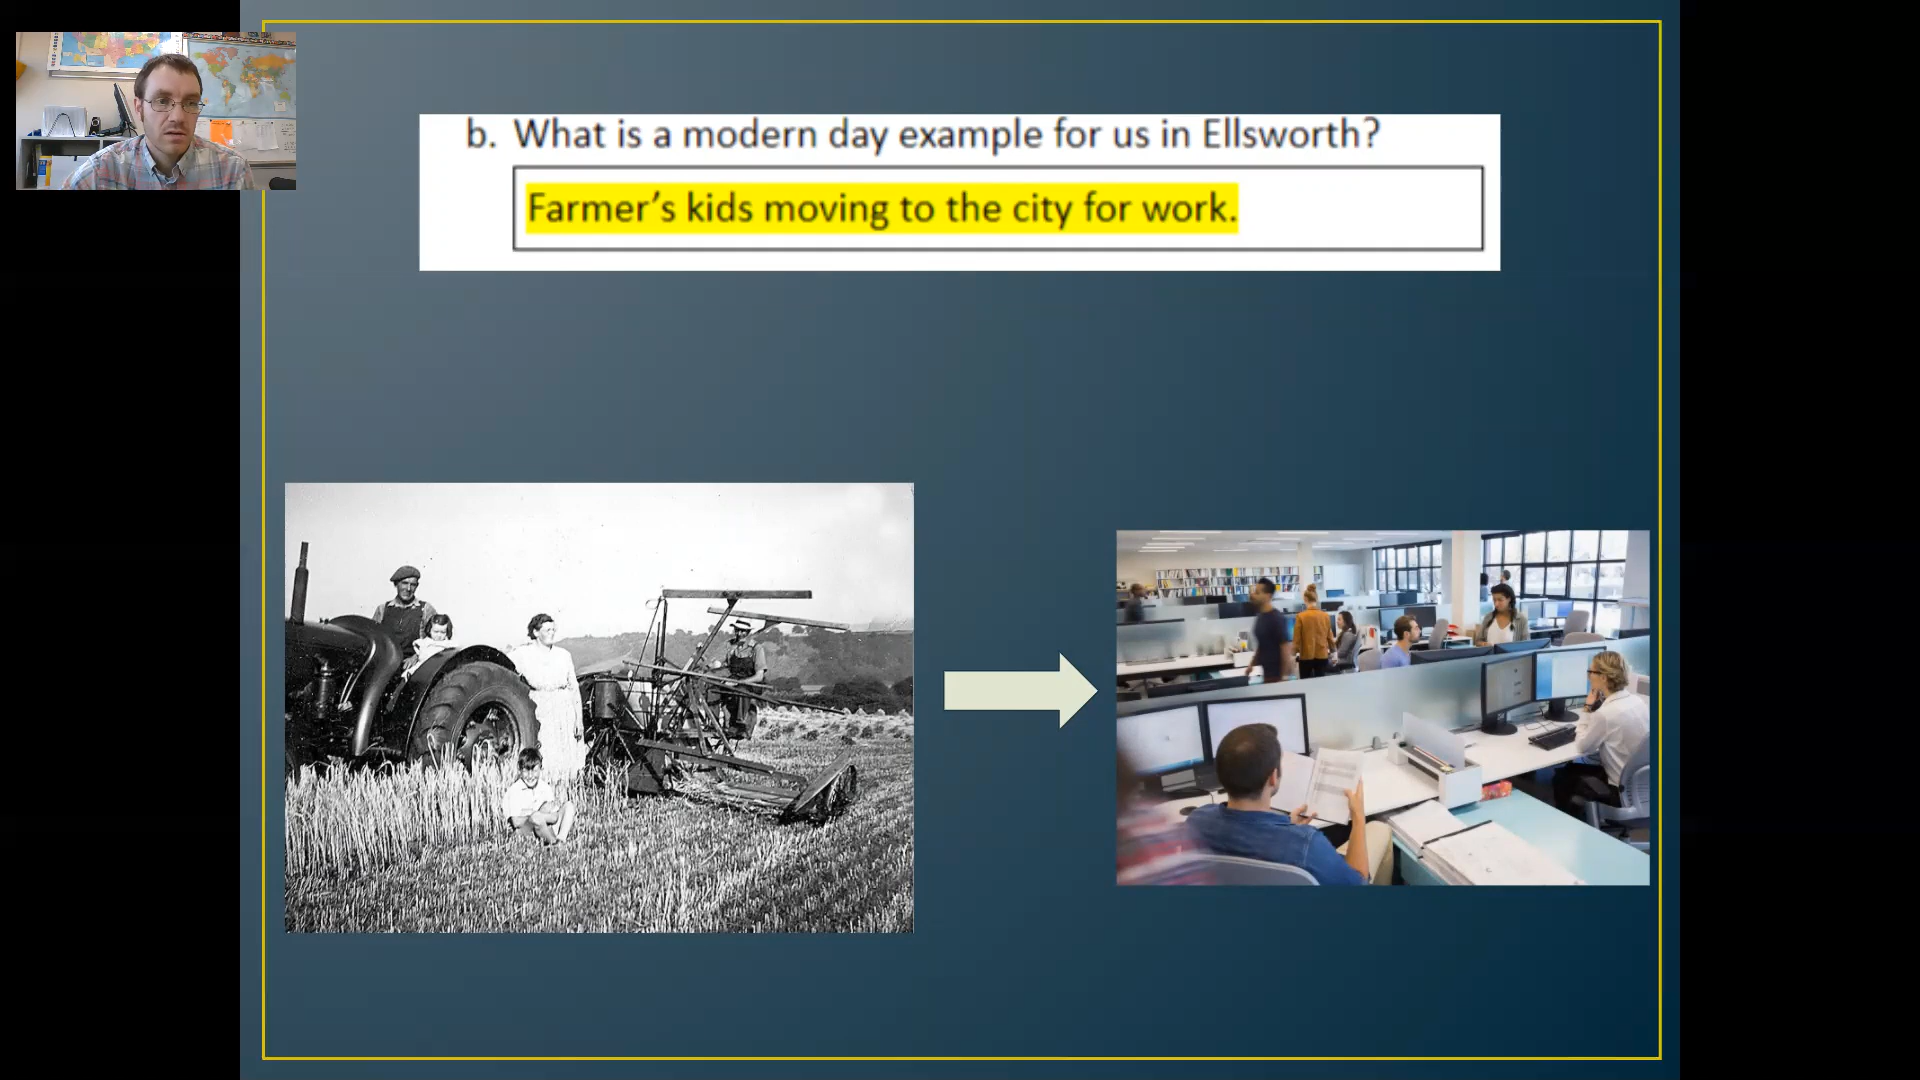 b. What is a modern day example for us in Ellsworth?
Farmer's kids moving to the city for work.